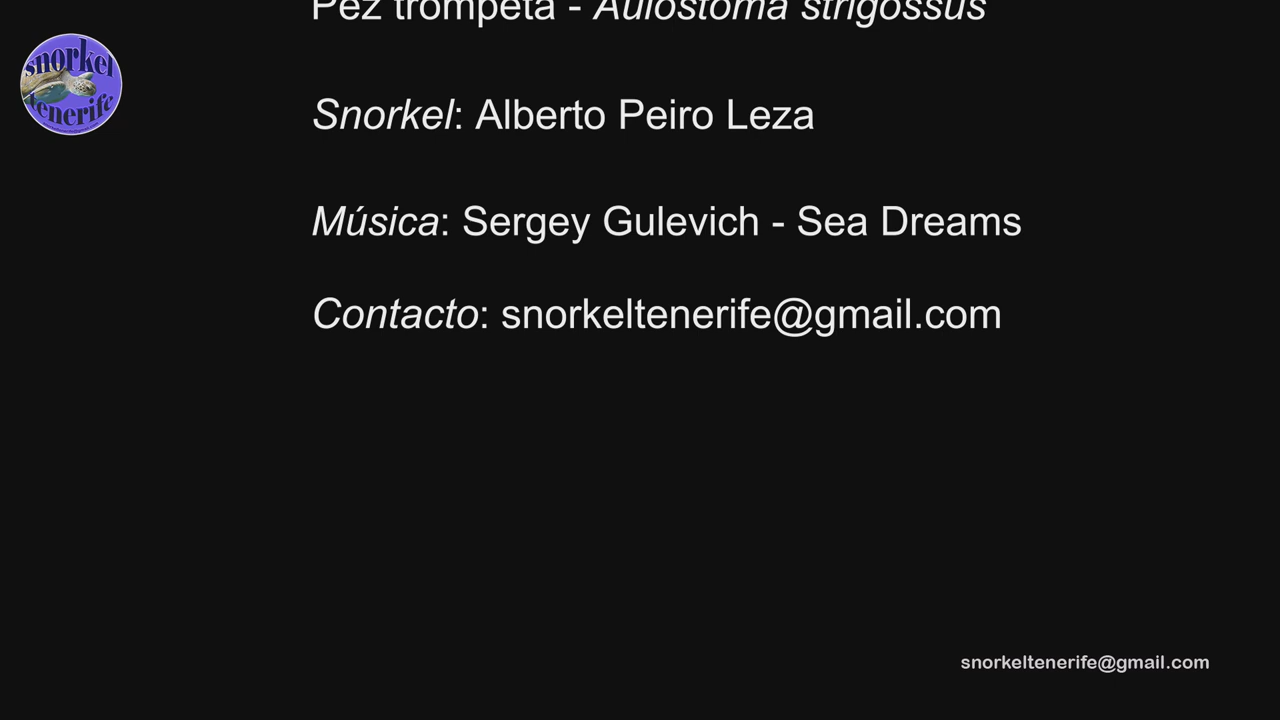 Pez trompeta - Aulostoma strigossus
snorkel
tenerife
Snorkel: Alberto Peiro Leza
Música: Sergey Gulevich - Sea Dreams
Contacto: snorkeltenerife@gmail.com
snorkeltenerife@gmail.com